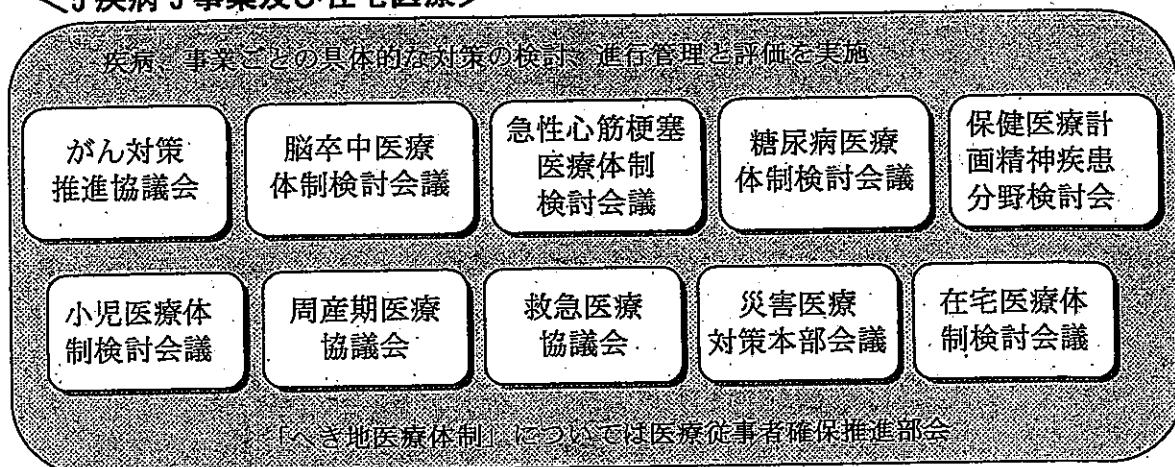 <5疾病5事業及び在宅医療>
疾病、事業ごとの具体的な対策の検討、進行管理と評価を実施
がん対策
推進協議会
脳卒中医療
体制検討会議
急性心筋梗塞
医療体制
検討会議
糖尿病医療
体制検討会議
保健医療計
画精神疾患
分野検討会
小児医療体
制検討会議
周産期医療
協議会
救急医療
協議会
災害医療
対策本部会議
在宅医療体
制検討会議
「へき地医療体制」については医療従事者確保推進部会